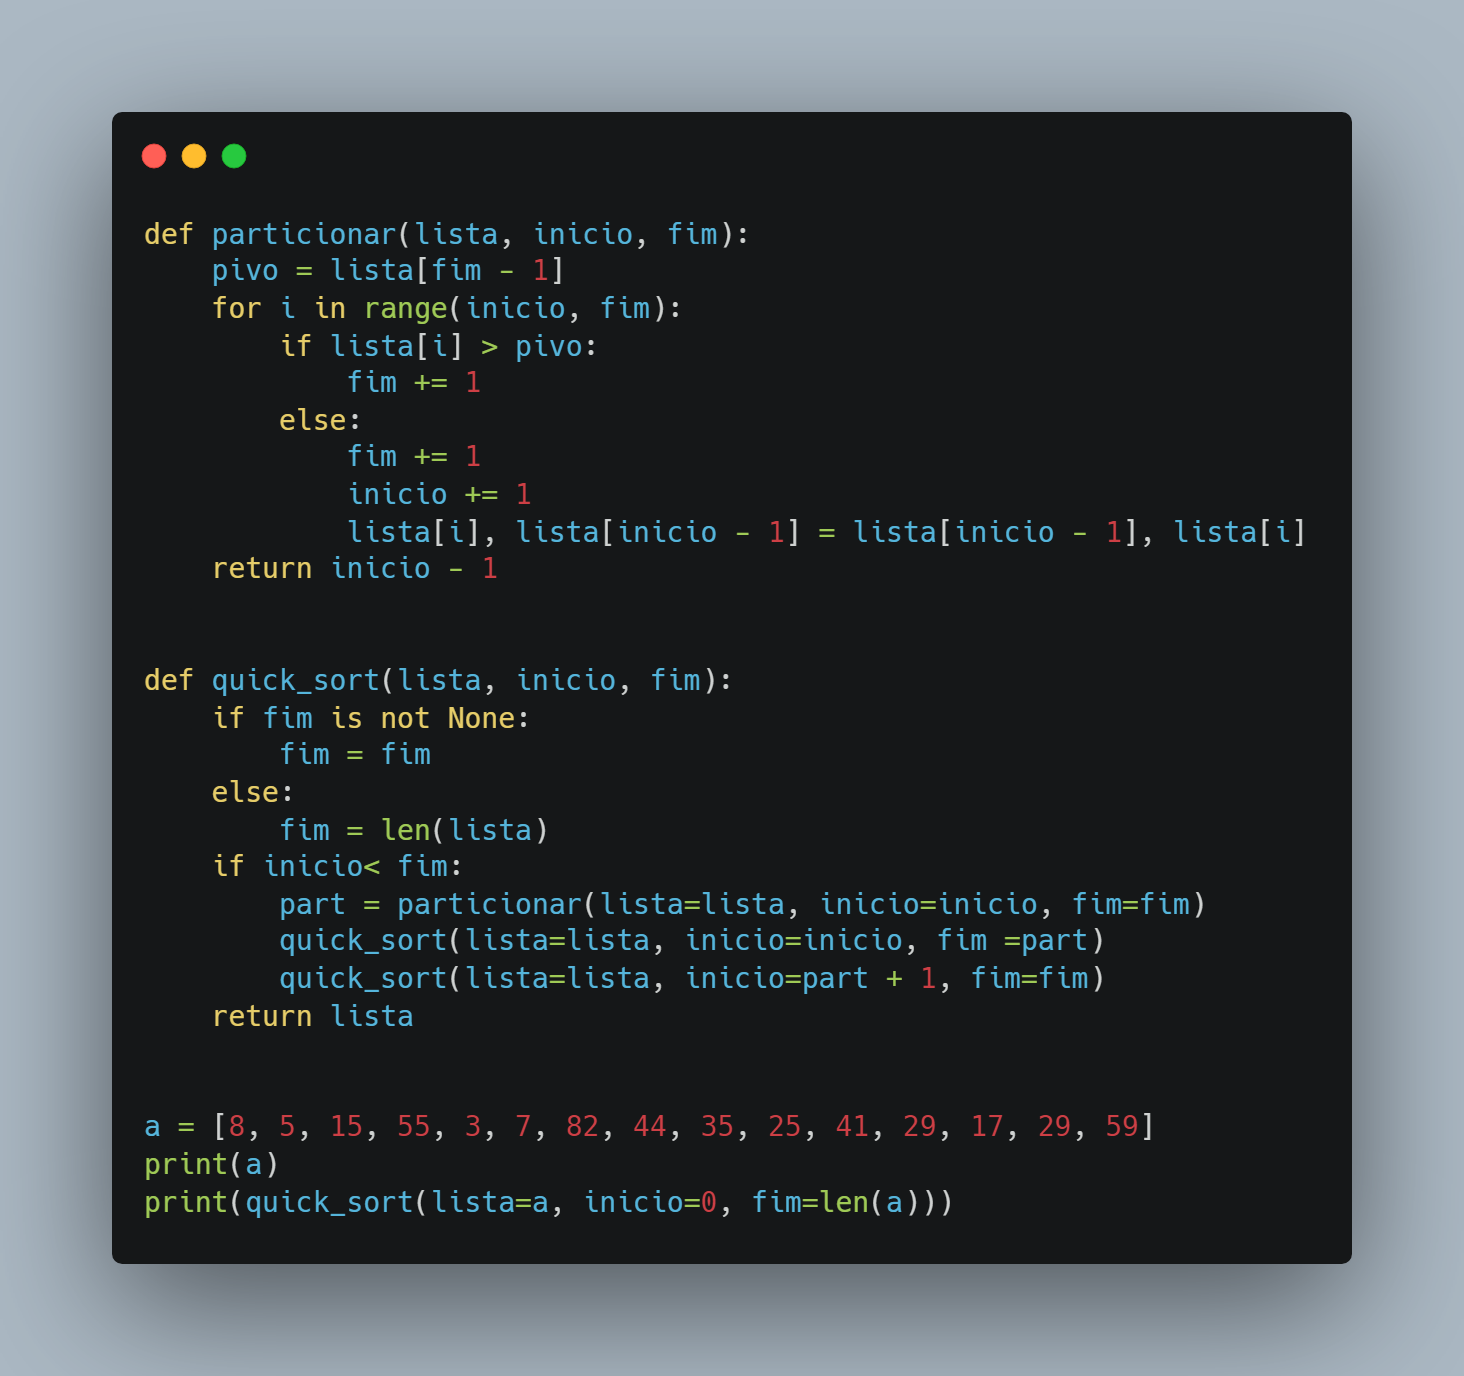 def particionar(lista, inicio, fim):
    pivo = lista[fim - 1]
    for i in range(inicio, fim):
        if lista[i] > pivo:
            fim += 1
        else:
            fim += 1
            inicio += 1
            lista[i], lista[inicio - 1] = lista[inicio - 1], lista[i]
    return inicio - 1
def quick_sort(lista, inicio, fim):
    if fim is not None:
        fim = fim
    else:
        fim = len(lista)
    if inicio< fim:
        part = particionar(lista=lista, inicio=inicio, fim=fim)
        quick_sort(lista=lista, inicio=inicio, fim =part)
        quick_sort(lista=lista, inicio=part + 1, fim=fim)
    return lista
a = [8, 5, 15, 55, 3, 7, 82, 44, 35, 25, 41, 29, 17, 29, 59]
print(a)
print(quick_sort(lista=a, inicio=0, fim=len(a)))